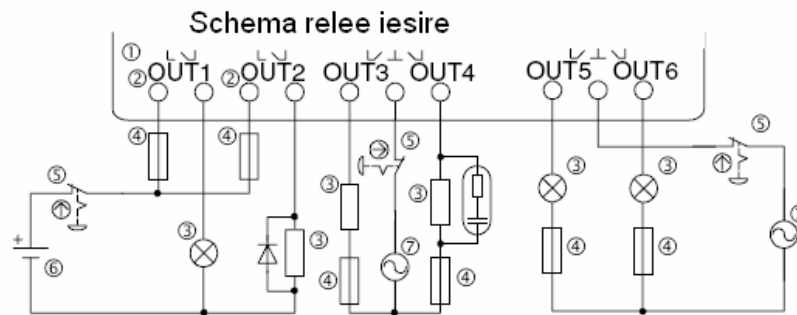 Schema relee iesire
①
②OUT1 ②OUT2 OUT3 OUT4 OUT5 OUT6
④ ④ ⑤ ⑤
⑤ ③ ③ ③ ③
③ ③ ⑦ ④ ④ ④
+ ⑥ ④